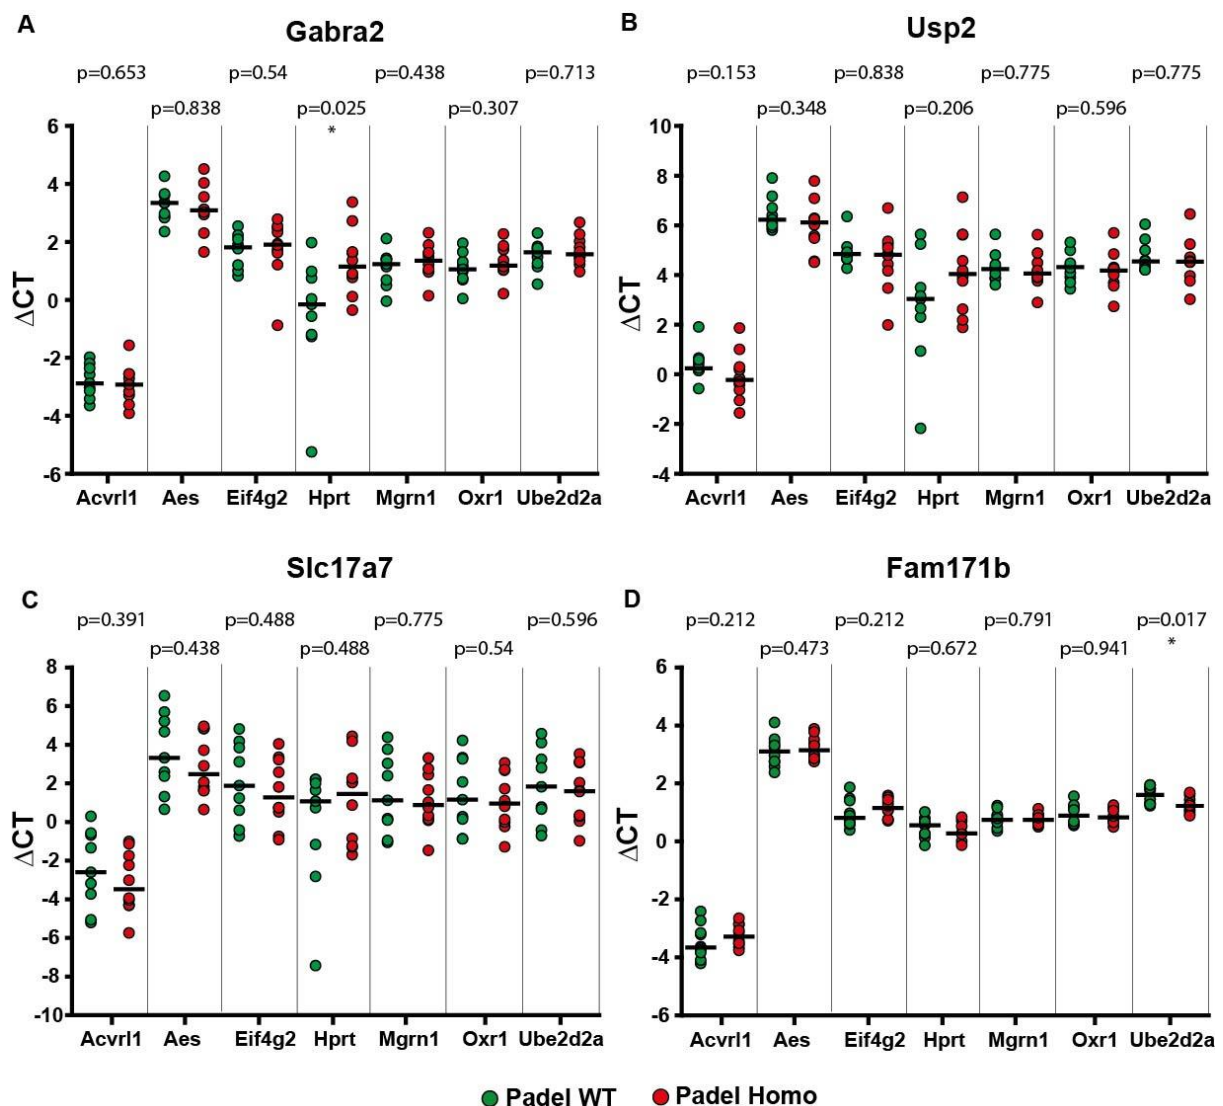 A
Gabra2
p=0.653 p=0.54 p=0.438 p=0.713
p=0.838 p=0.025 p=0.307
*
6
4
2
0
-2
-4
-6
ΔCT
Acvrl1 Aes Eif4g2 Hprt Mgrn1 Oxr1 Ube2d2a
B
Usp2
p=0.153 p=0.838 p=0.775 p=0.775
p=0.348 p=0.206 p=0.596
10
8
6
4
2
0
-2
-4
ΔCT
Acvrl1 Aes Eif4g2 Hprt Mgrn1 Oxr1 Ube2d2a
C
Slc17a7
p=0.391 p=0.488 p=0.775 p=0.596
p=0.438 p=0.488 p=0.54
8
6
4
2
0
-2
-4
-6
-8
-10
ΔCT
Acvrl1 Aes Eif4g2 Hprt Mgrn1 Oxr1 Ube2d2a
D
Fam171b
p=0.212 p=0.212 p=0.791 p=0.017
*
p=0.473 p=0.672 p=0.941
6
4
2
0
-2
-4
-6
ΔCT
Acvrl1 Aes Eif4g2 Hprt Mgrn1 Oxr1 Ube2d2a
Padel WT Padel Homo